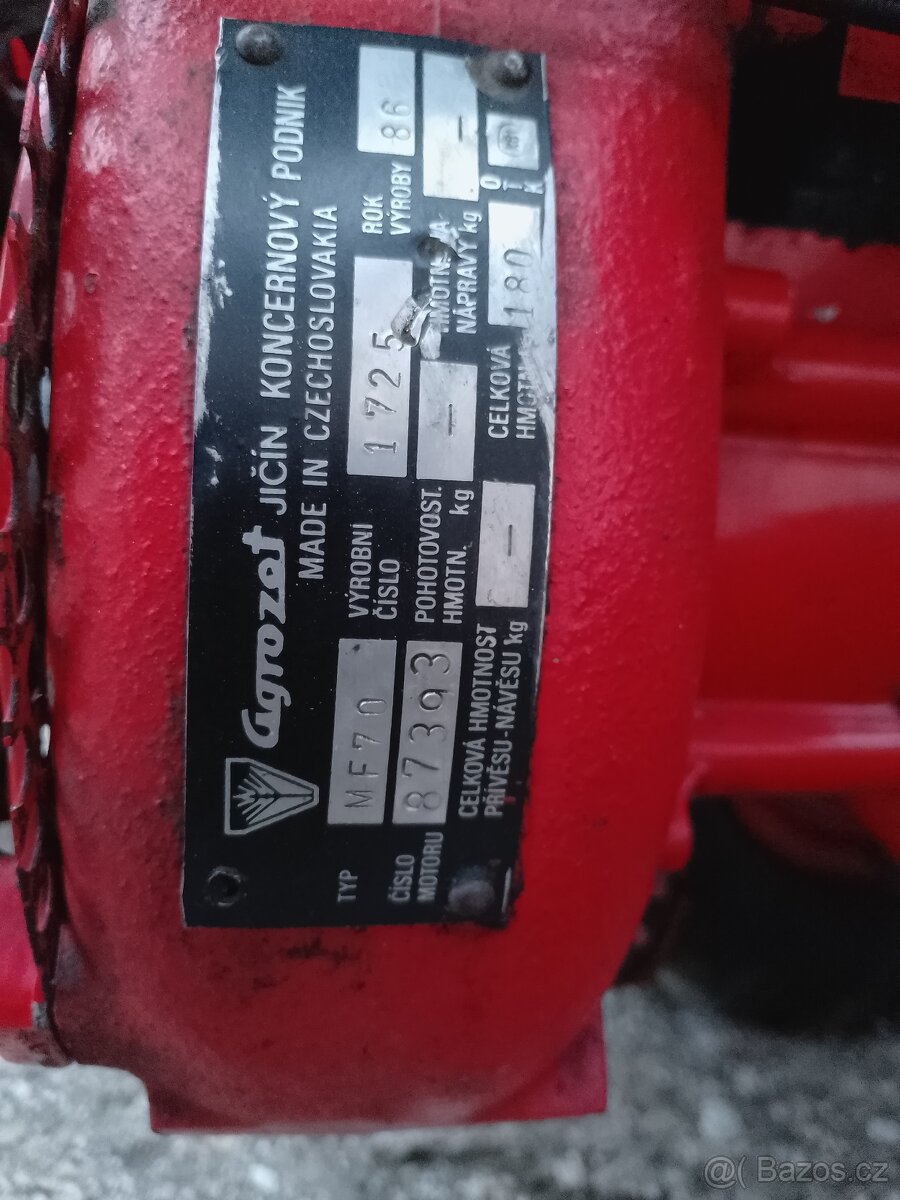 Agrozet JIČÍN KONCERNOVÝ PODNIK
MADE IN CZECHOSLOVAKIA
TYP MF70 VÝROBNI ČÍSLO 1725 ROK VÝROBY 86
ČÍSLO MOTORU 87393 POHOTOVOST. HMOTN. kg – NÁPRAVY kg –
CELKOVÁ HMOTNOST PŘÍVĚSU-NÁVĚSU kg – CELKOVÁ 180 O T K
@( Bazos.cz